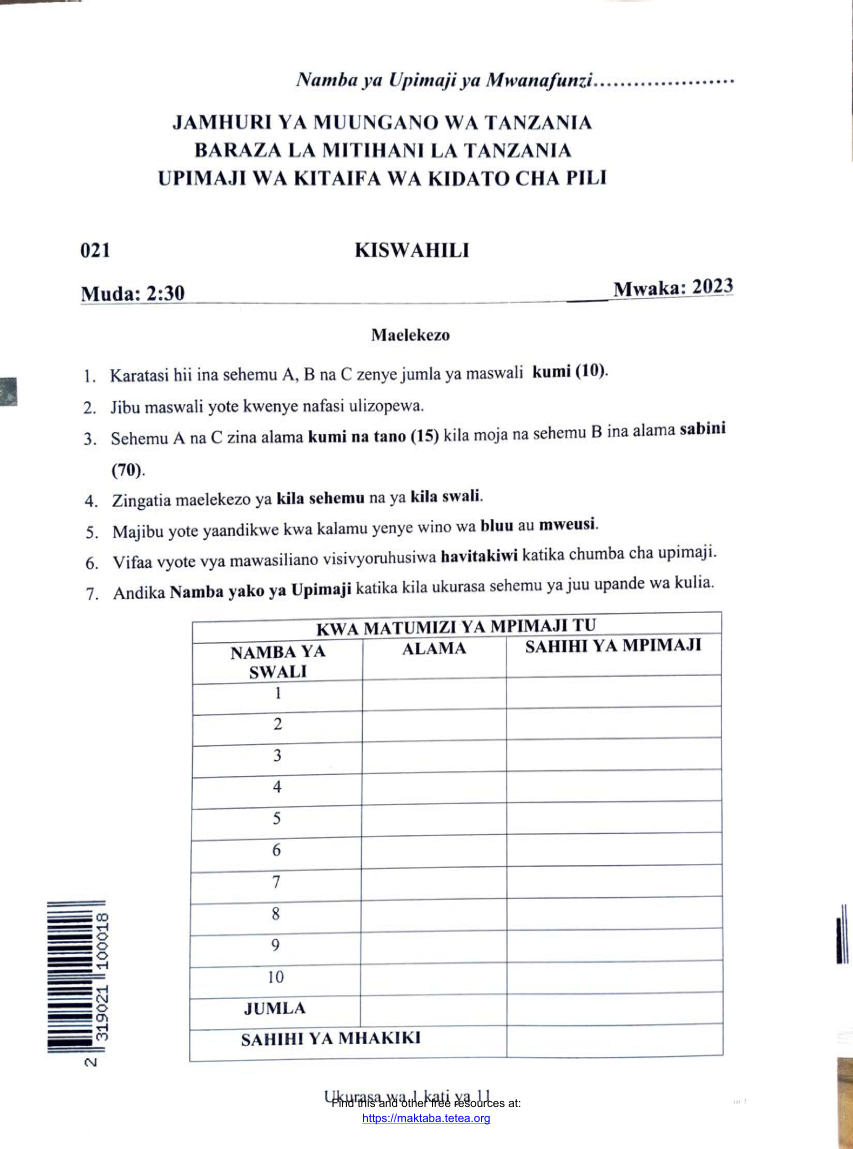 Namba ya Upimaji ya Mwanafunzi.....................
JAMHURI YA MUUNGANO WA TANZANIA
BARAZA LA MITIHANI LA TANZANIA
UPIMAJI WA KITAIFA WA KIDATO CHA PILI
021 KISWAHILI
Muda: 2:30 Mwaka: 2023
Maelekezo
1. Karatasi hii ina sehemu A, B na C zenye jumla ya maswali kumi (10).
2. Jibu maswali yote kwenye nafasi ulizopewa.
3. Sehemu A na C zina alama kumi na tano (15) kila moja na sehemu B ina alama sabini
(70).
4. Zingatia maelekezo ya kila sehemu na ya kila swali.
5. Majibu yote yaandikwe kwa kalamu yenye wino wa bluu au mweusi.
6. Vifaa vyote vya mawasiliano visivyoruhusiwa havitakiwi katika chumba cha upimaji.
7. Andika Namba yako ya Upimaji katika kila ukurasa sehemu ya juu upande wa kulia.
KWA MATUMIZI YA MPIMAJI TU
NAMBA YA ALAMA SAHIHI YA MPIMAJI
SWALI
1
2
3
4
5
6
7
8
9
10
JUMLA
SAHIHI YA MHAKIKI
2 319021 100018
Ukurasa wa 1 kati ya 11
Find this and other free resources at:
https://maktaba.tetea.org